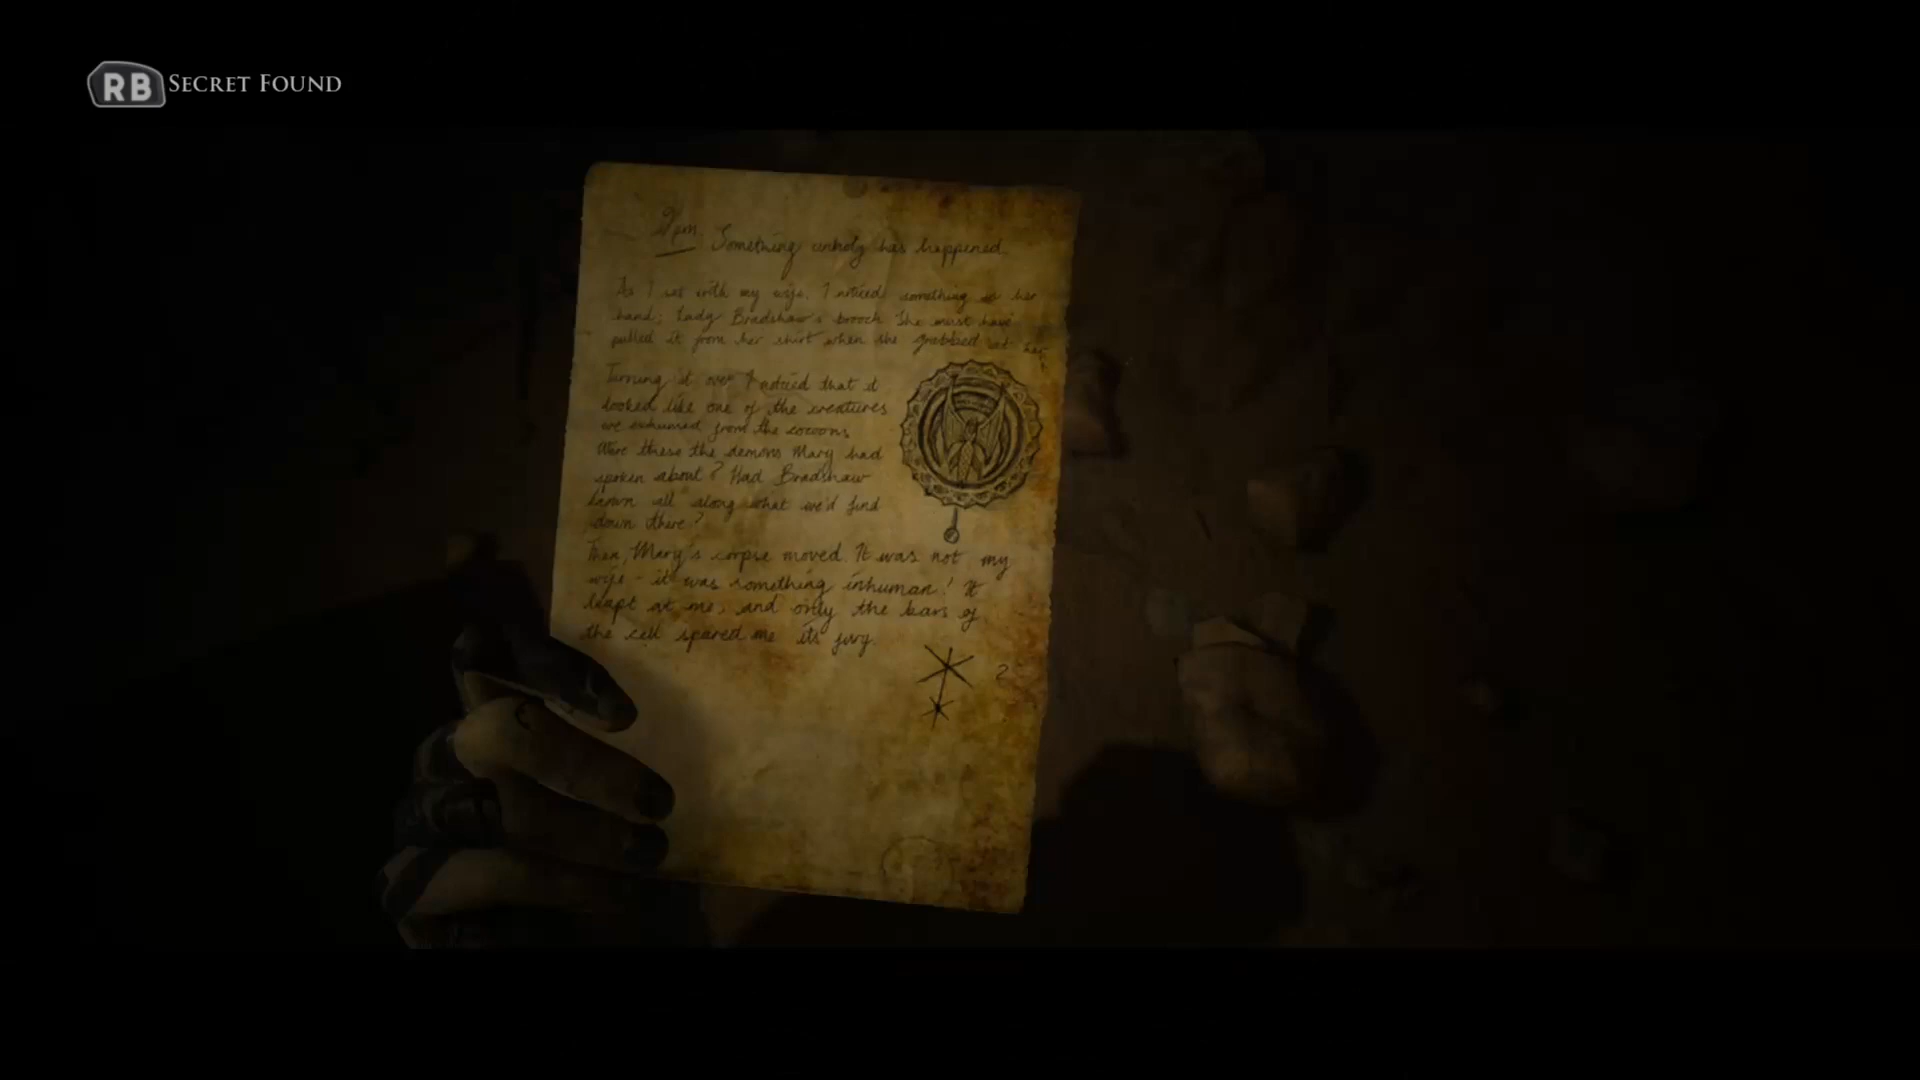 RB SECRET FOUND
9pm. Something unholy has happened.
As I sat with my wife, I noticed something in her
hand; Lady Bradshaw's brooch. She must have
pulled it from her shirt when she grabbed at her.
Turning it over I noticed that it
looked like one of the creatures
we exhumed from the cocoons.
Were these the demons Mary had
spoken about? Had Bradshaw
known all along what we'd find
down there?
Then, Mary's corpse moved. It was not my
wife - it was something inhuman! It
leapt at me, and only the bars of
the cell spared me its fury.
2